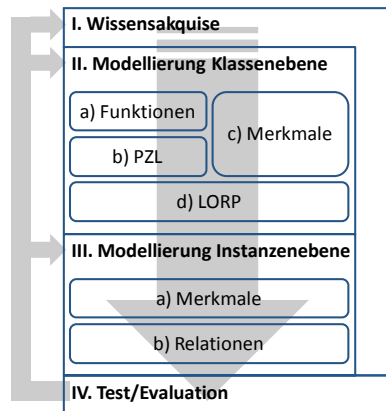 I. Wissensakquise
II. Modellierung Klassenebene
a) Funktionen
c) Merkmale
b) PZL
d) LORP
III. Modellierung Instanzenebene
a) Merkmale
b) Relationen
IV. Test/Evaluation